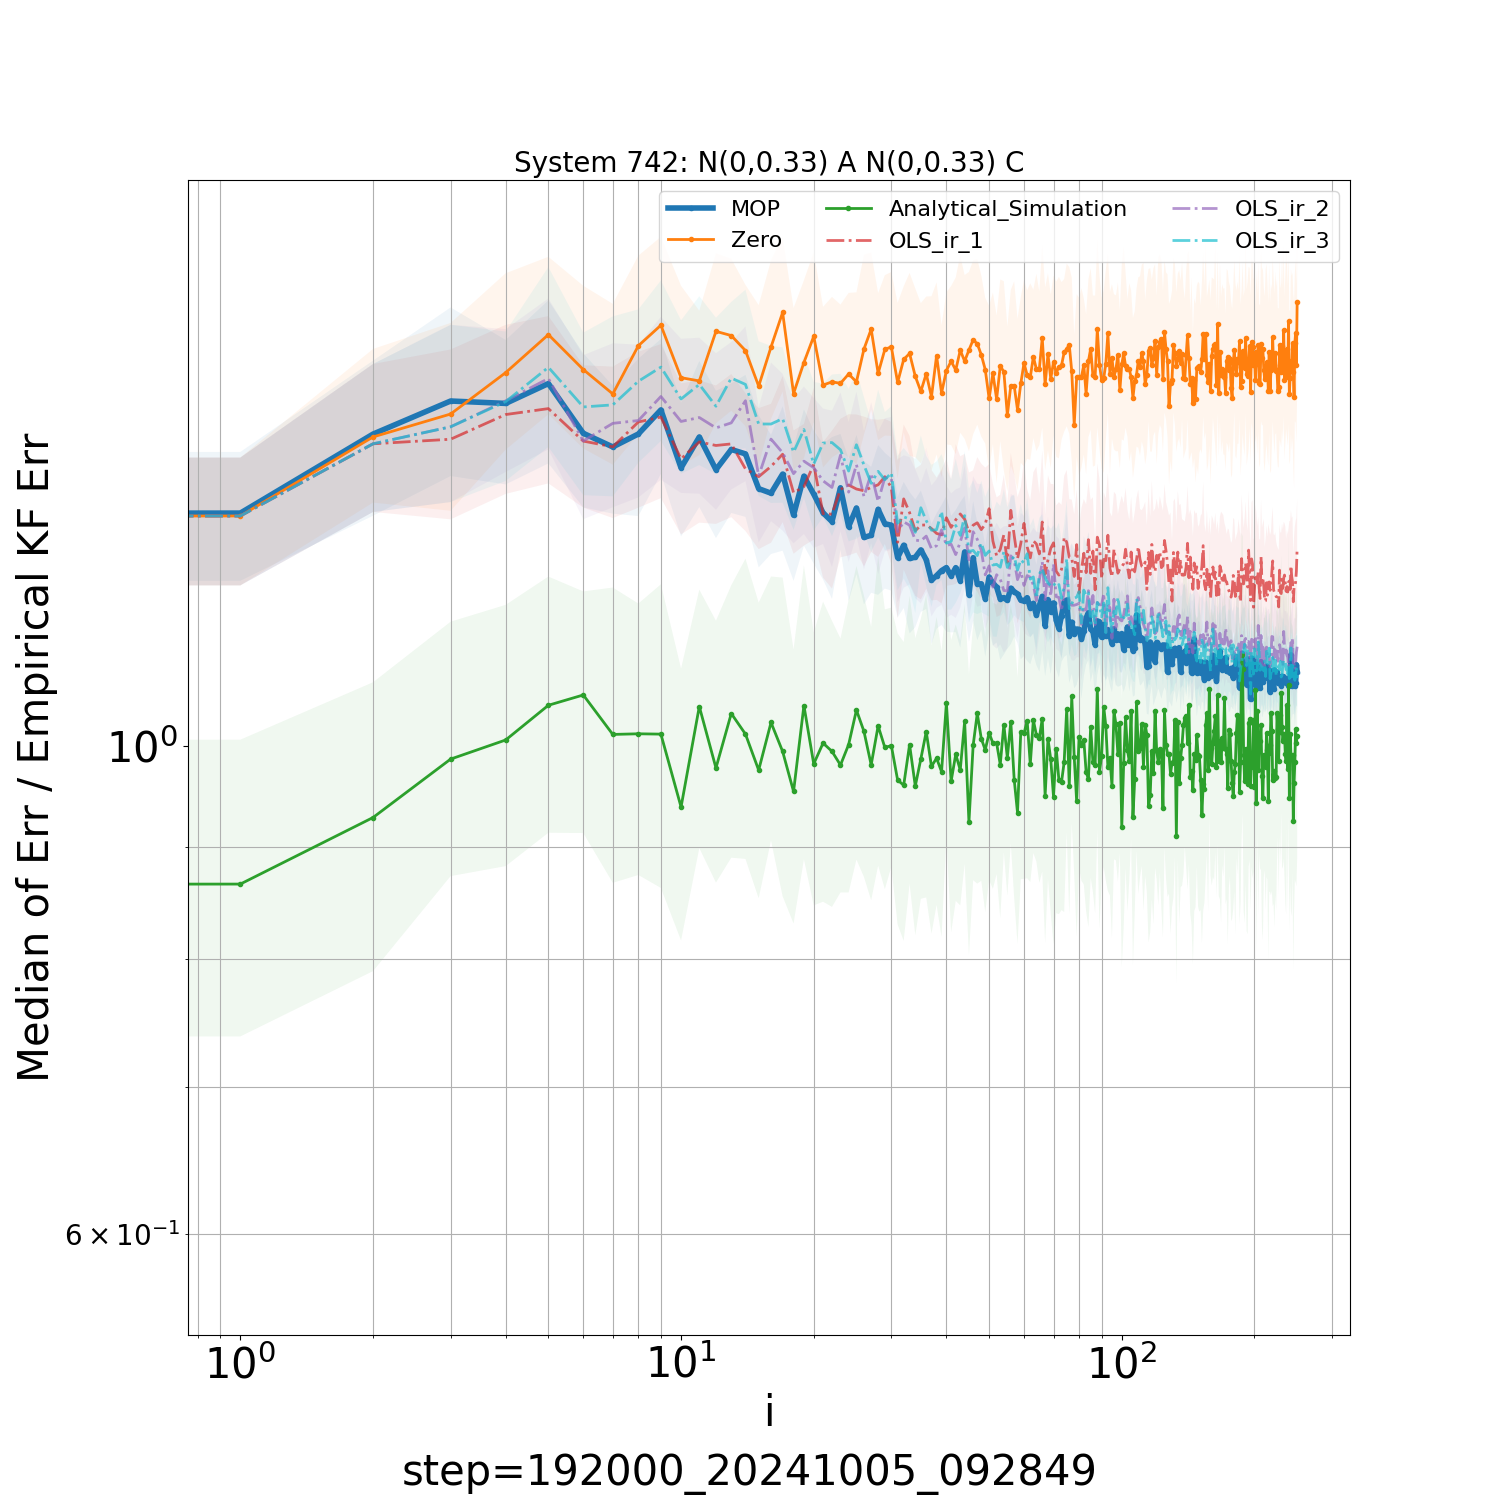 System 742: N(0,0.33) A N(0,0.33) C
MOP
Zero
Analytical_Simulation
OLS_ir_1
OLS_ir_2
OLS_ir_3
Median of Err / Empirical KF Err
10⁰
6 × 10⁻¹
10⁰
10¹
10²
i
step=192000_20241005_092849